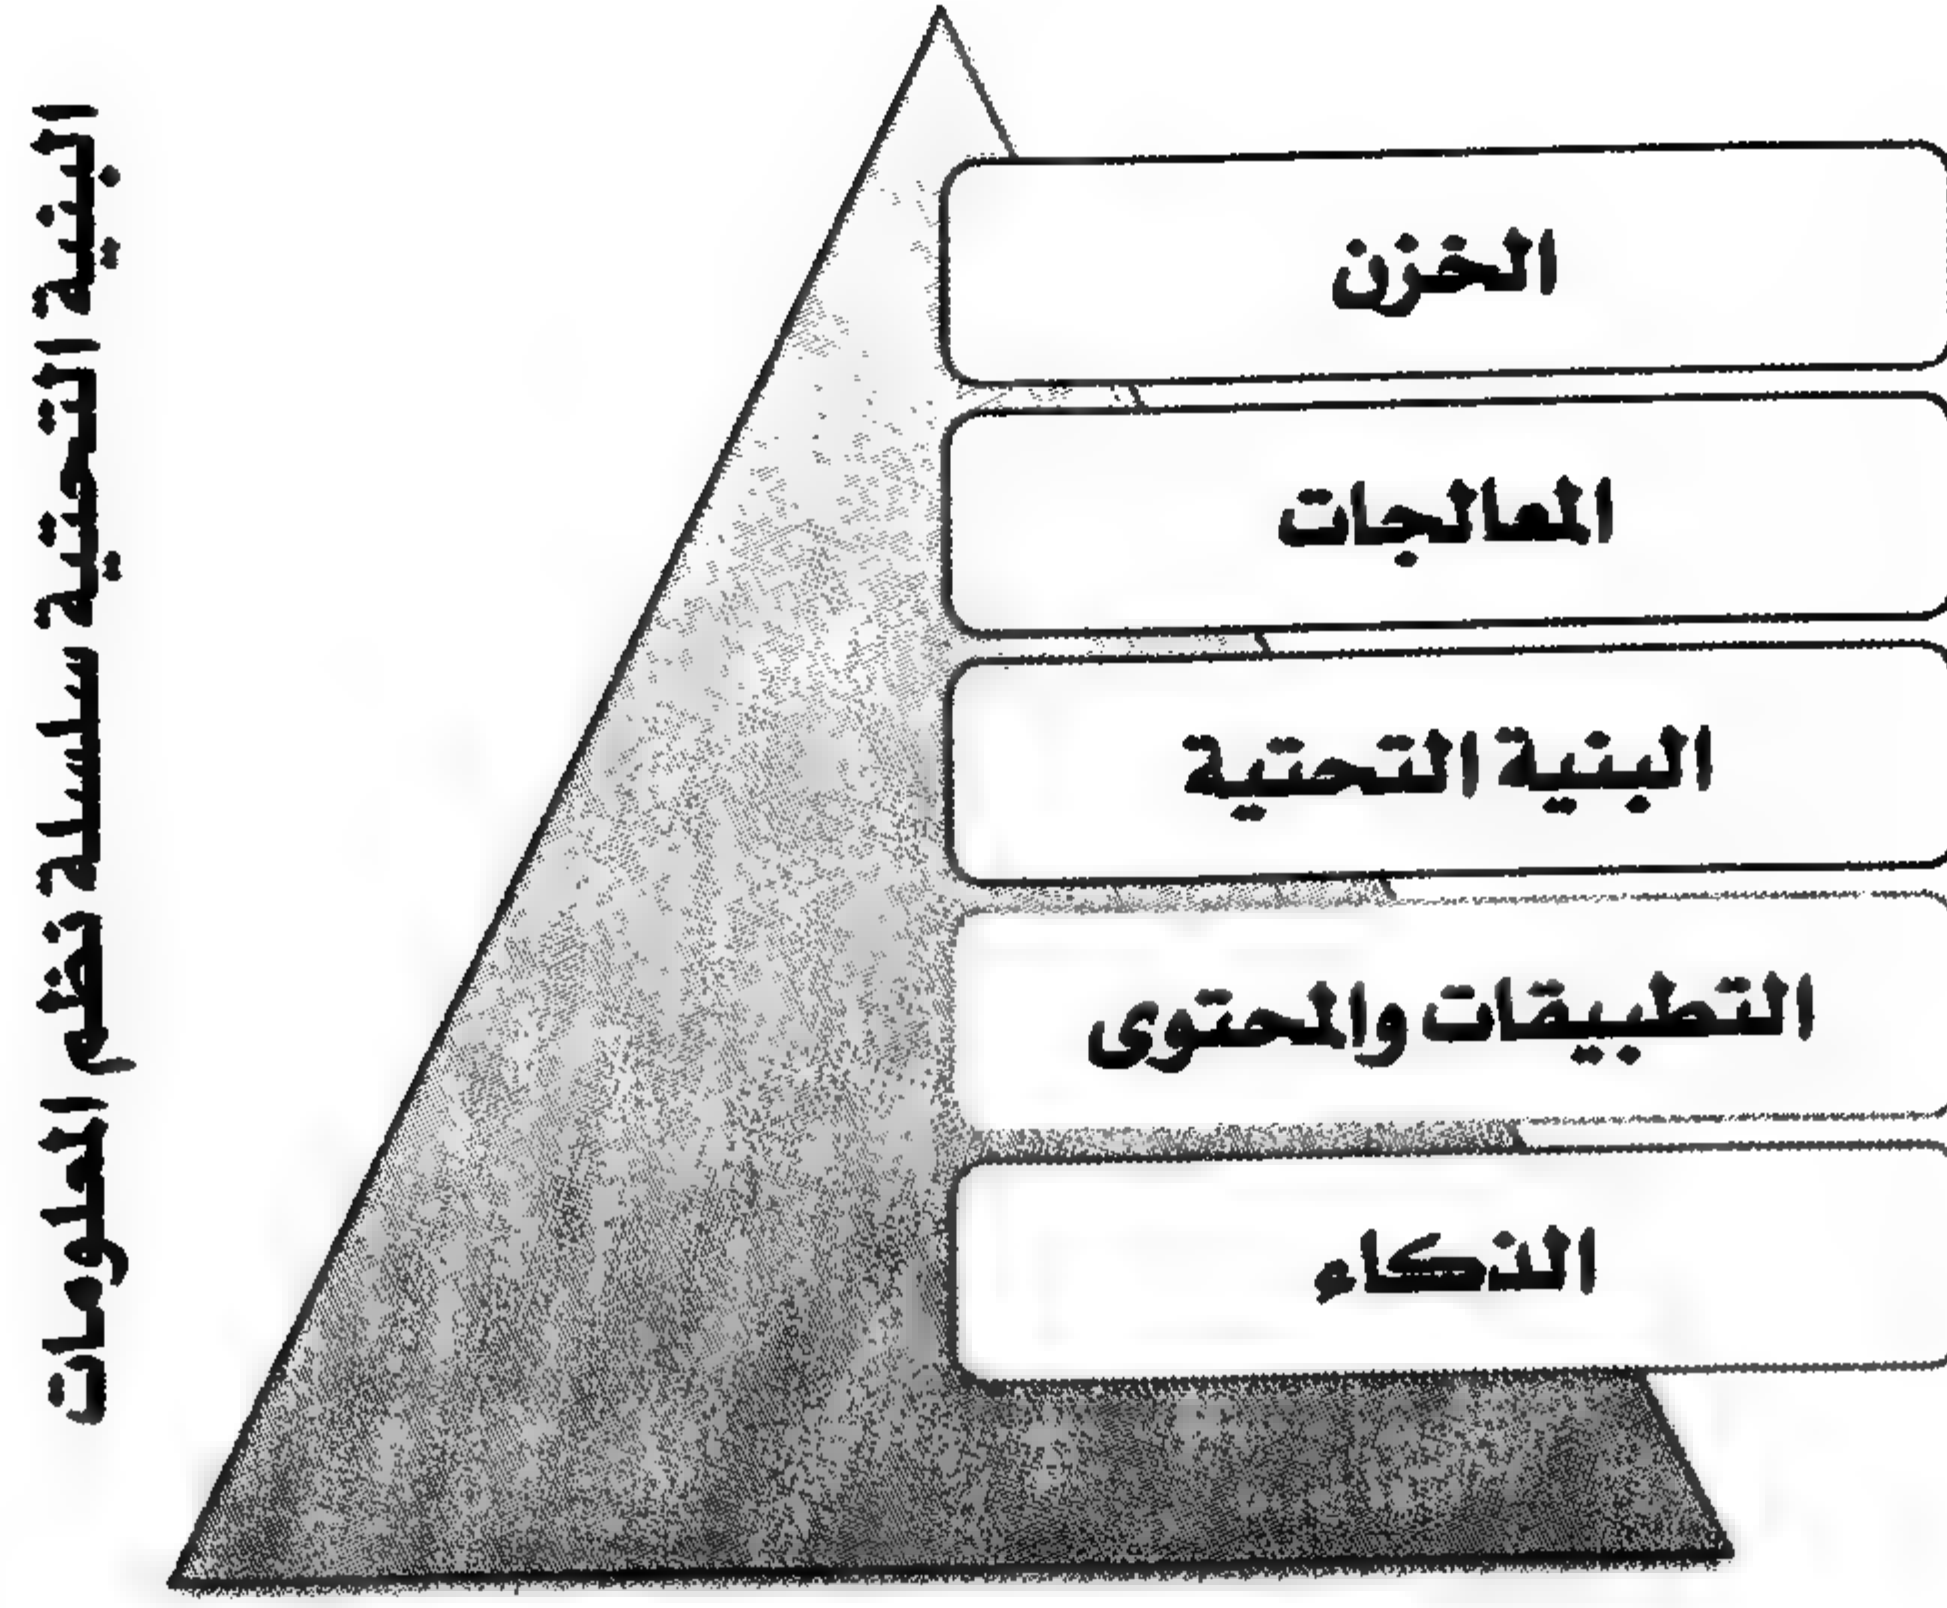 البنية التحتية سلسلة نظم المعلومات
الخزن
المعالجات
البنية التحتية
التطبيقات والمحتوى
الذكاء